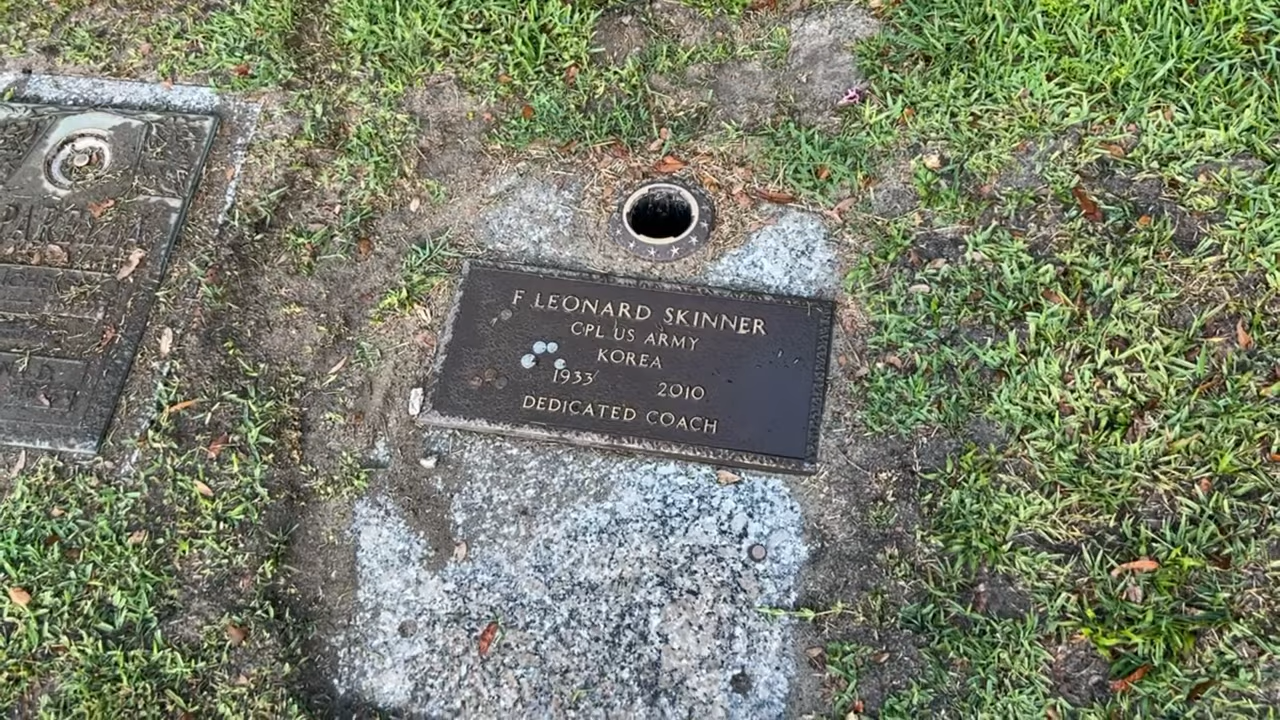 F LEONARD SKINNER
CPL US ARMY
KOREA
1933 2010
DEDICATED COACH